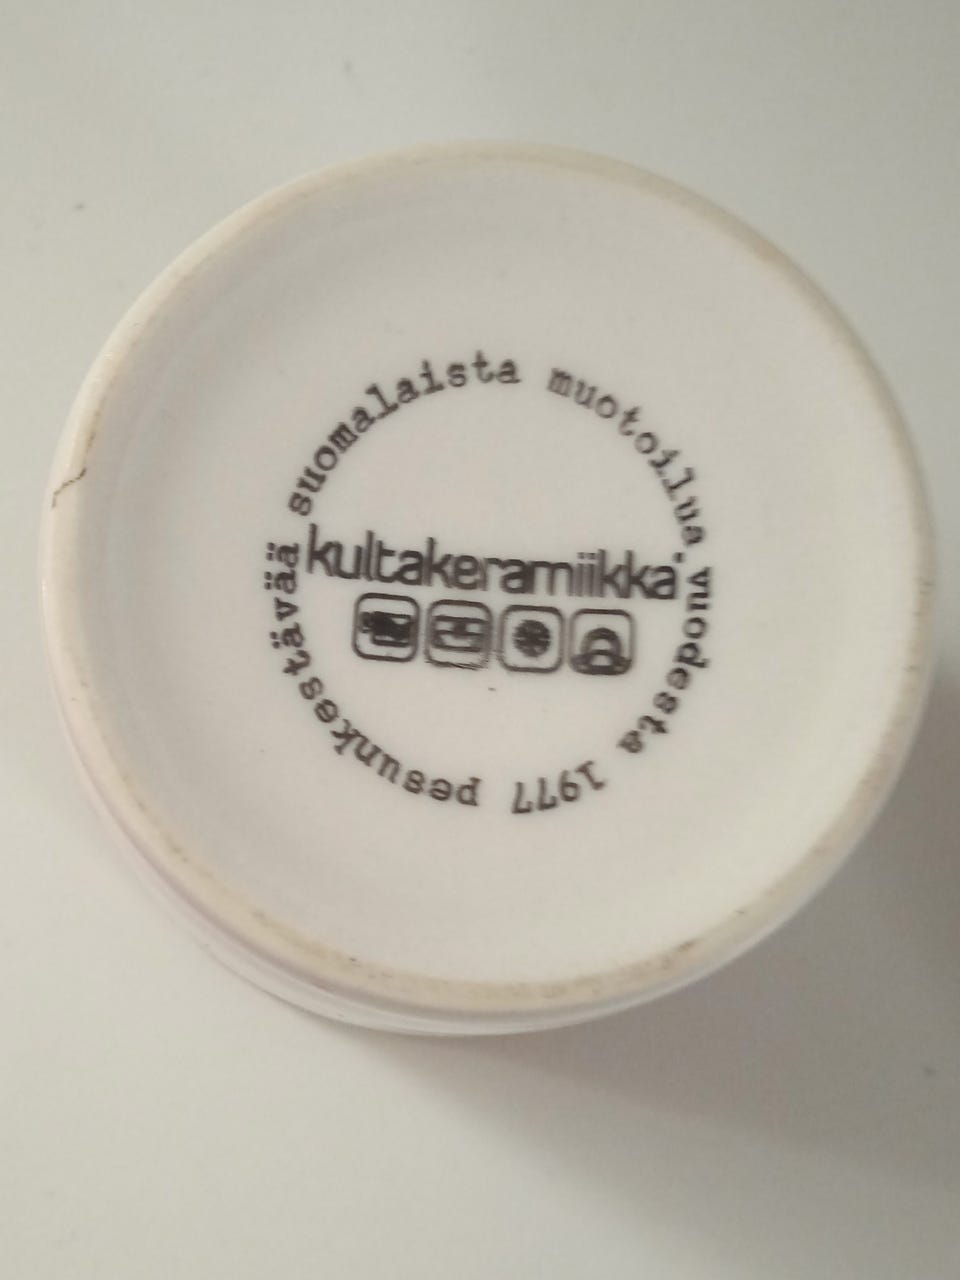 suomalaista muotoilua vuodesta 1977 pesunkestävää
kultakeramiikka